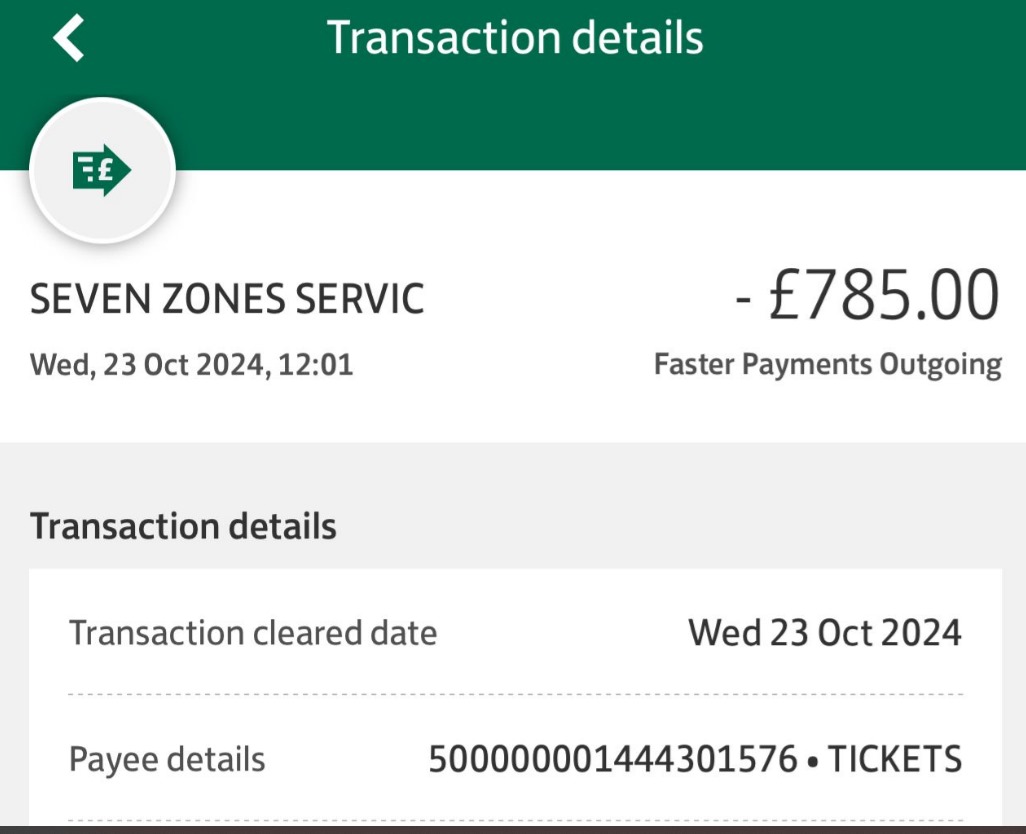 Transaction details
£
SEVEN ZONES SERVIC
- £785.00
Wed, 23 Oct 2024, 12:01
Faster Payments Outgoing
Transaction details
Transaction cleared date
Wed 23 Oct 2024
Payee details
500000001444301576 • TICKETS